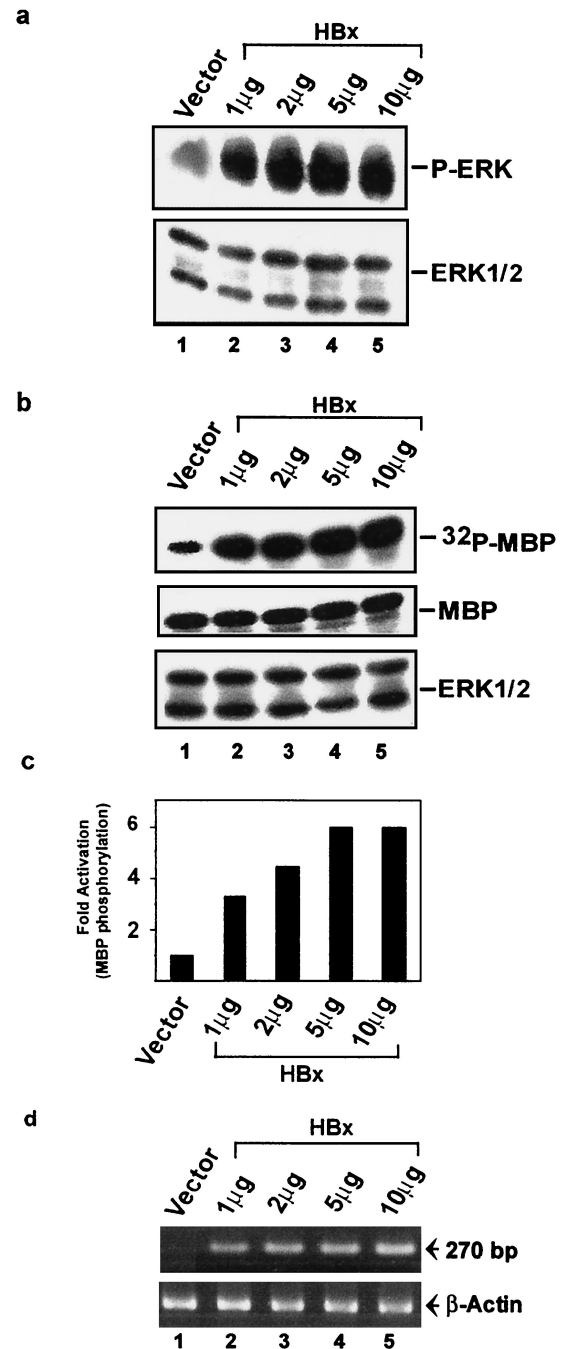 a
HBx
Vector 1µg 2µg 5µg 10µg
P-ERK
ERK1/2
1 2 3 4 5
b
HBx
Vector 1µg 2µg 5µg 10µg
32P-MBP
MBP
ERK1/2
1 2 3 4 5
c
Fold Activation
(MBP phosphorylation)
6
4
2
Vector 1µg 2µg 5µg 10µg
HBx
d
HBx
Vector 1µg 2µg 5µg 10µg
270 bp
β-Actin
1 2 3 4 5